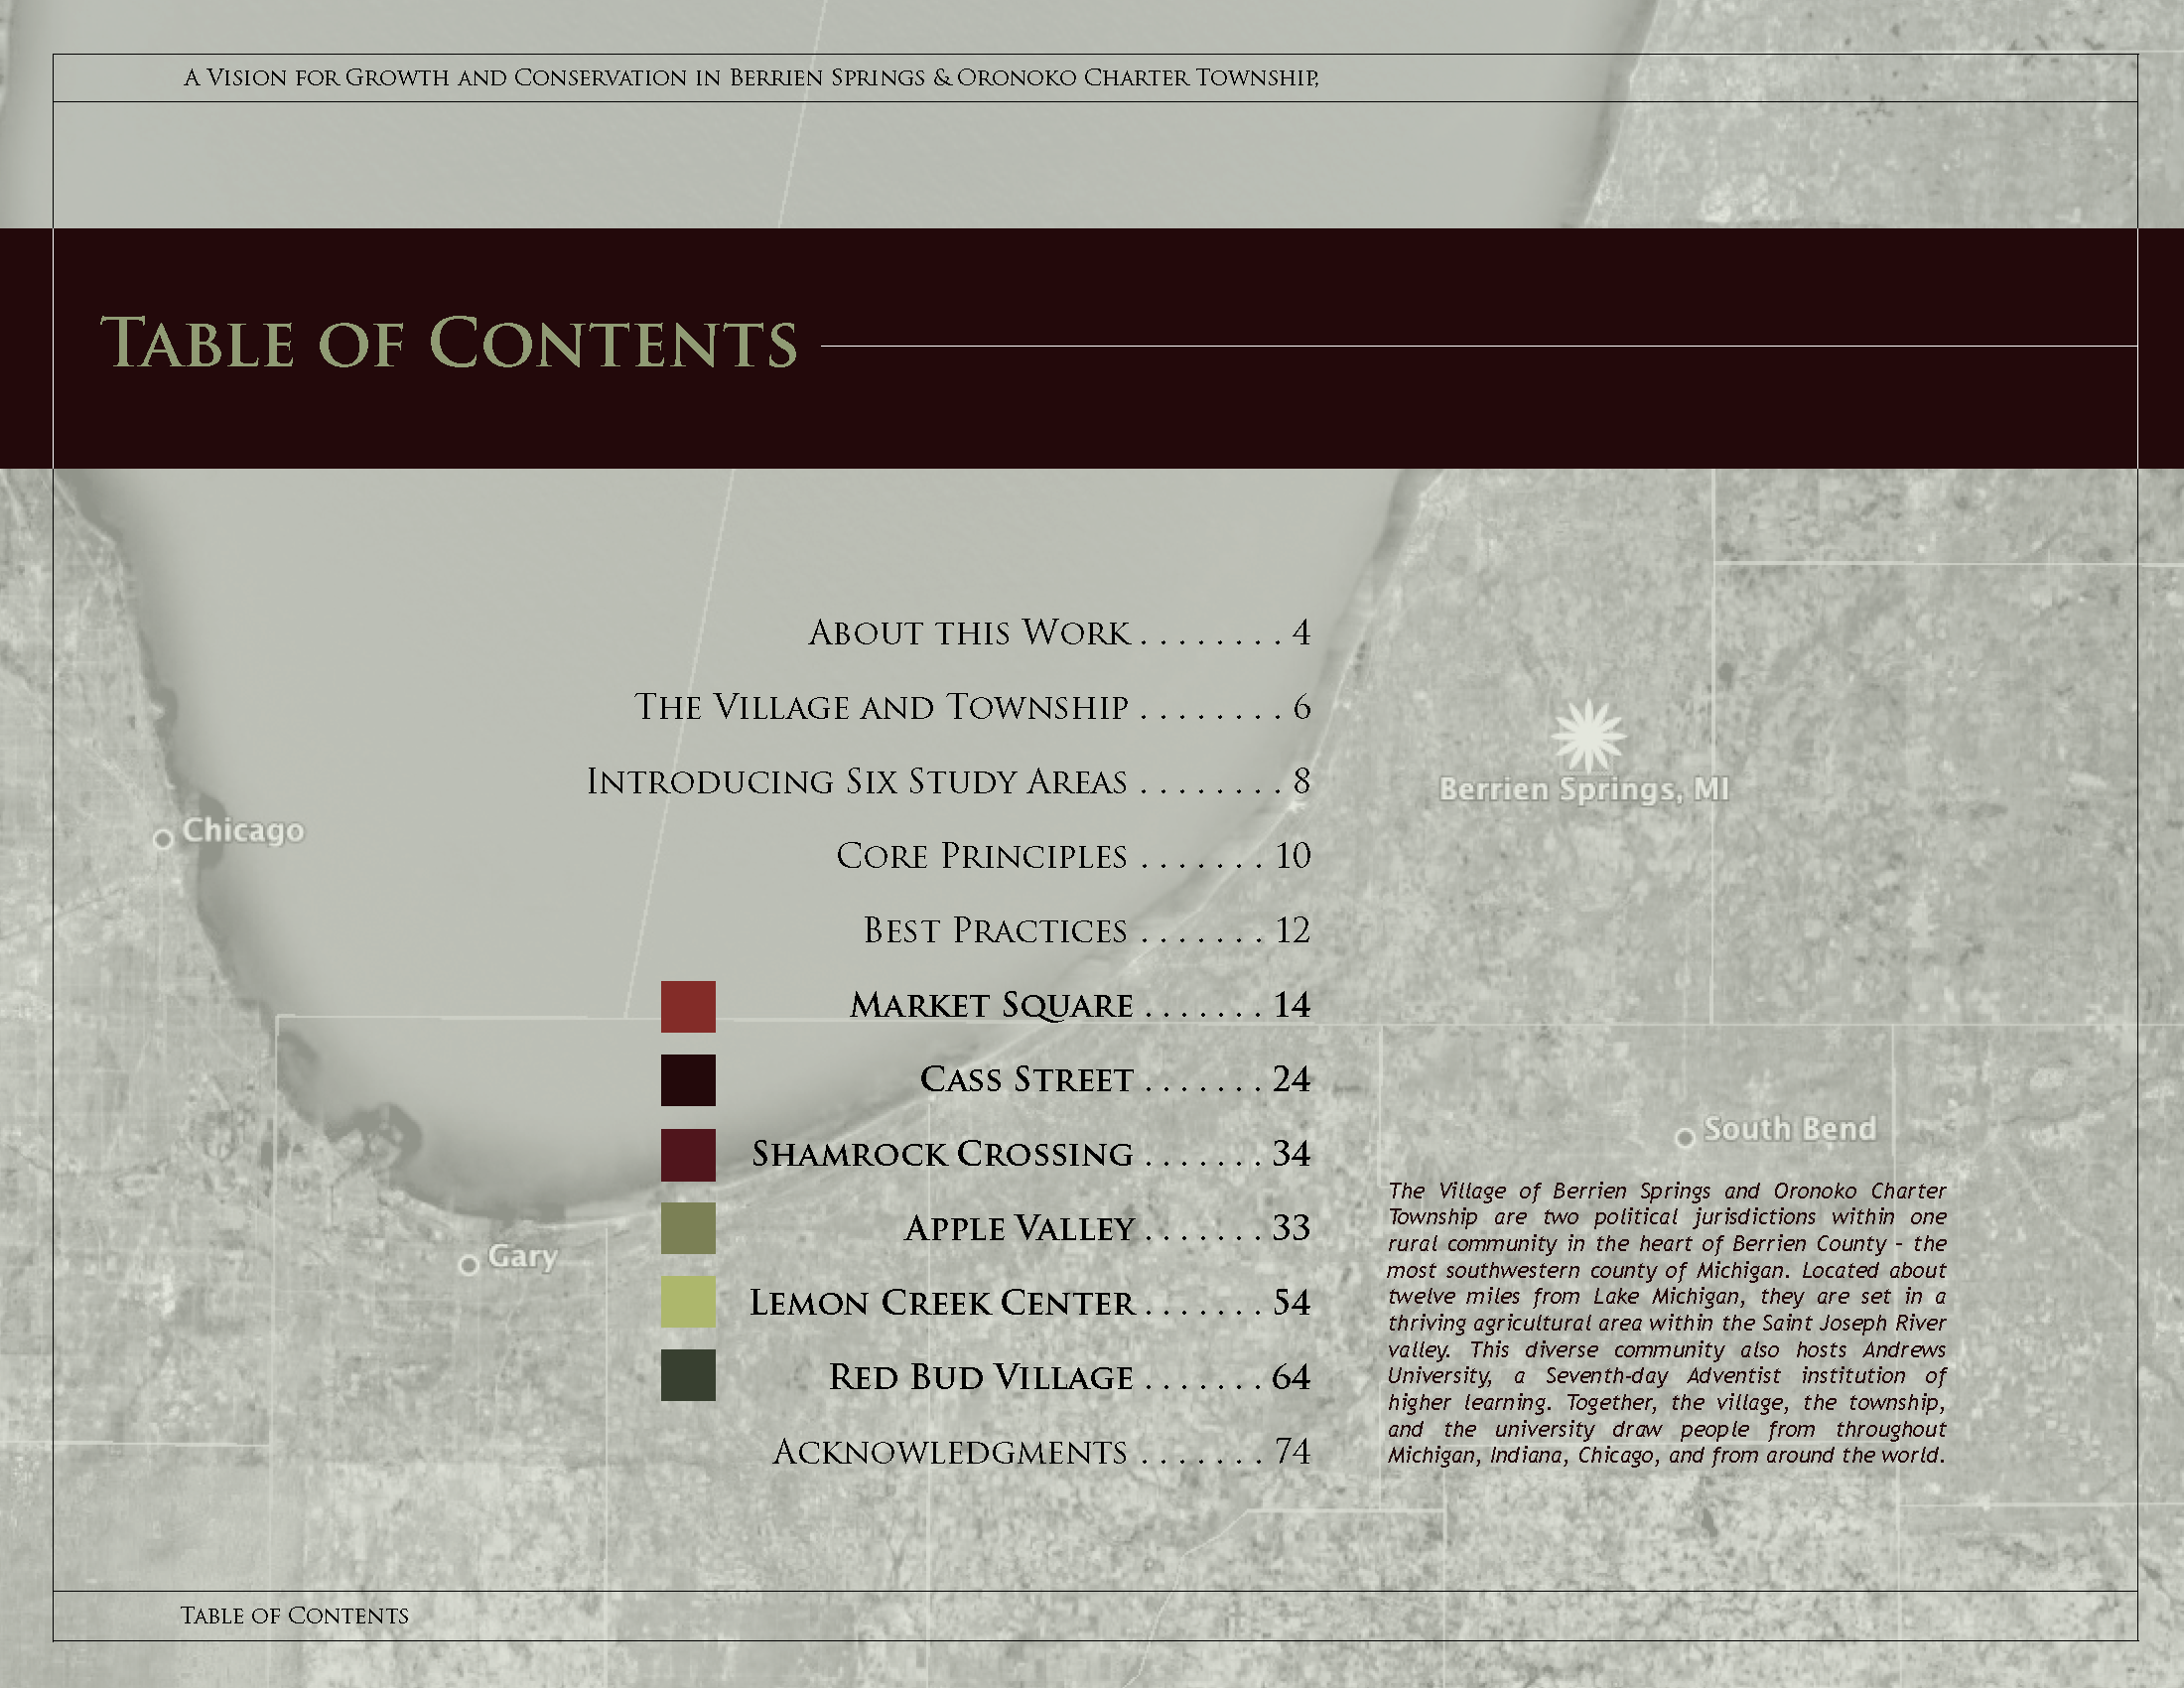 A Vision for Growth and Conservation in Berrien Springs & Oronoko Charter Township,
Table of Contents
About this Work . . . . . . . . 4
The Village and Township . . . . . . . . 6
Introducing Six Study Areas . . . . . . . . 8
Core Principles . . . . . . . 10
Best Practices . . . . . . . 12
Market Square . . . . . . . 14
Cass Street . . . . . . . 24
Shamrock Crossing . . . . . . . 34
Apple Valley . . . . . . . 33
Lemon Creek Center . . . . . . . 54
Red Bud Village . . . . . . . 64
Acknowledgments . . . . . . . 74
Chicago
Gary
Berrien Springs, MI
South Bend
The Village of Berrien Springs and Oronoko Charter
Township are two political jurisdictions within one
rural community in the heart of Berrien County – the
most southwestern county of Michigan. Located about
twelve miles from Lake Michigan, they are set in a
thriving agricultural area within the Saint Joseph River
valley. This diverse community also hosts Andrews
University, a Seventh-day Adventist institution of
higher learning. Together, the village, the township,
and the university draw people from throughout
Michigan, Indiana, Chicago, and from around the world.
Table of Contents